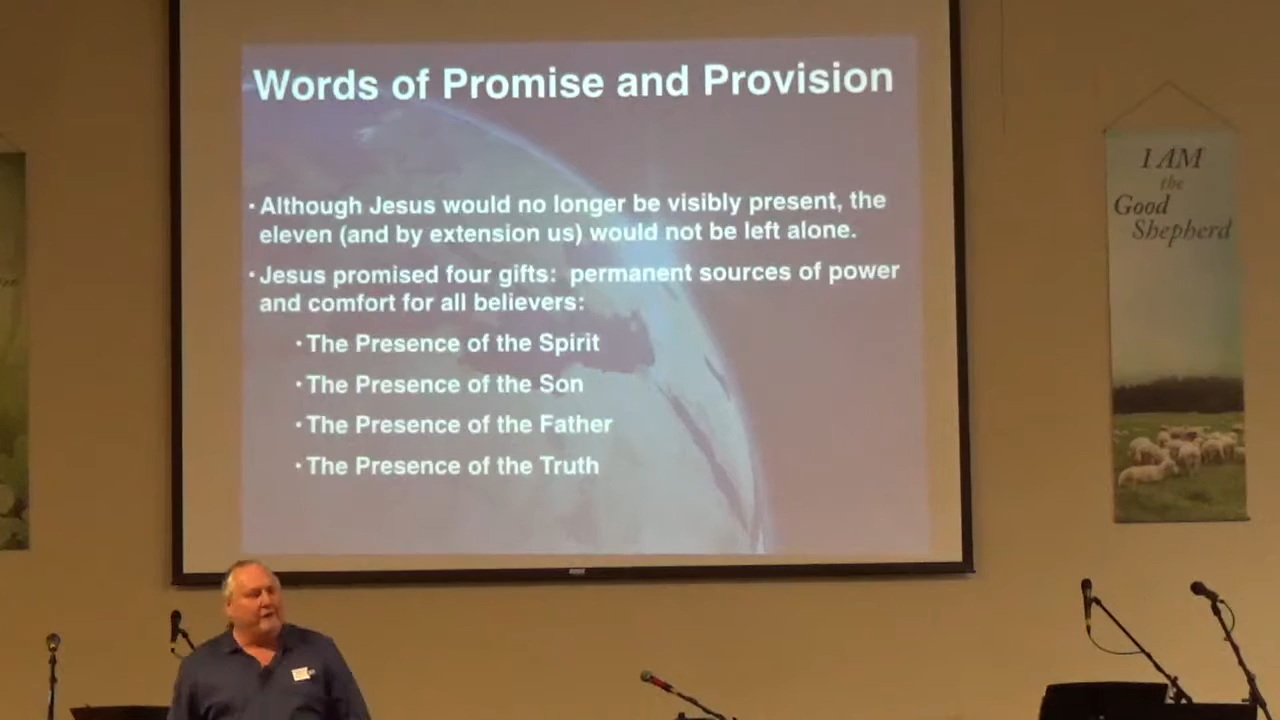 Words of Promise and Provision
· Although Jesus would no longer be visibly present, the
eleven (and by extension us) would not be left alone.
· Jesus promised four gifts:  permanent sources of power
and comfort for all believers:
· The Presence of the Spirit
· The Presence of the Son
· The Presence of the Father
· The Presence of the Truth
I AM
the
Good
Shepherd